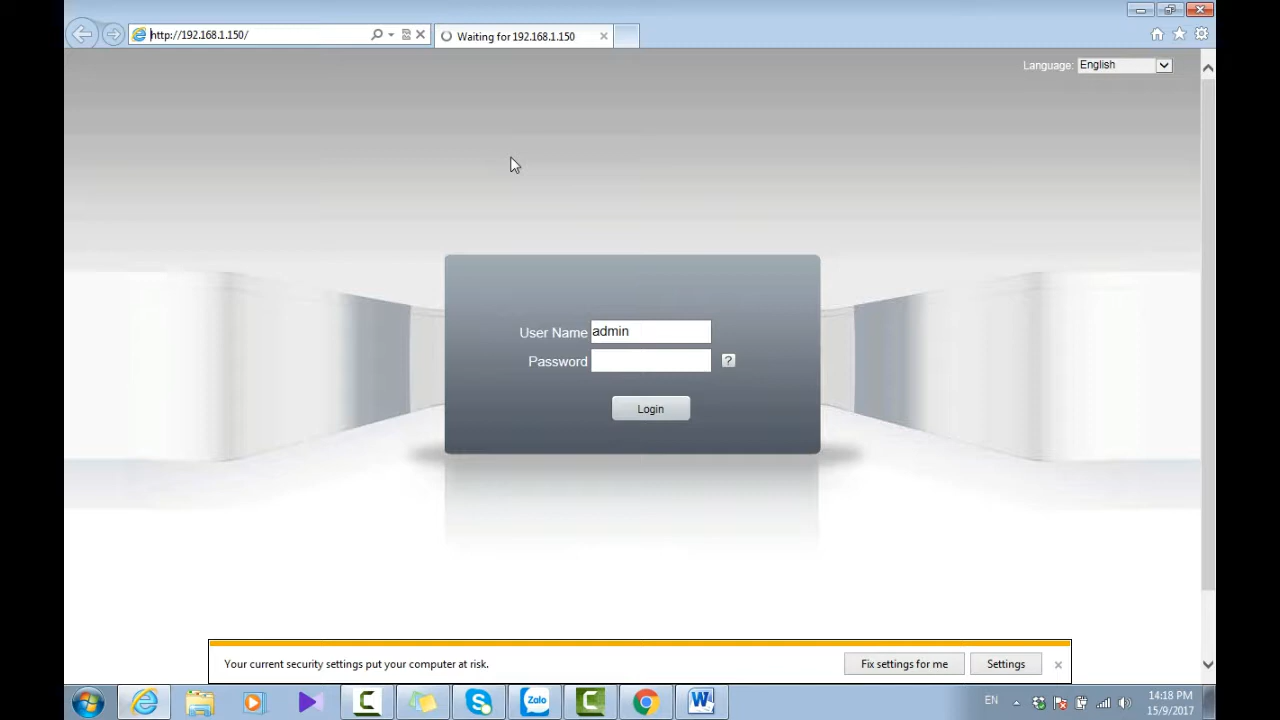 http://192.168.1.150/
Waiting for 192.168.1.150
Language: English
User Name admin
Password ?
Login
Your current security settings put your computer at risk.
Fix settings for me
Settings
Zalo
EN
14:18 PM
15/9/2017